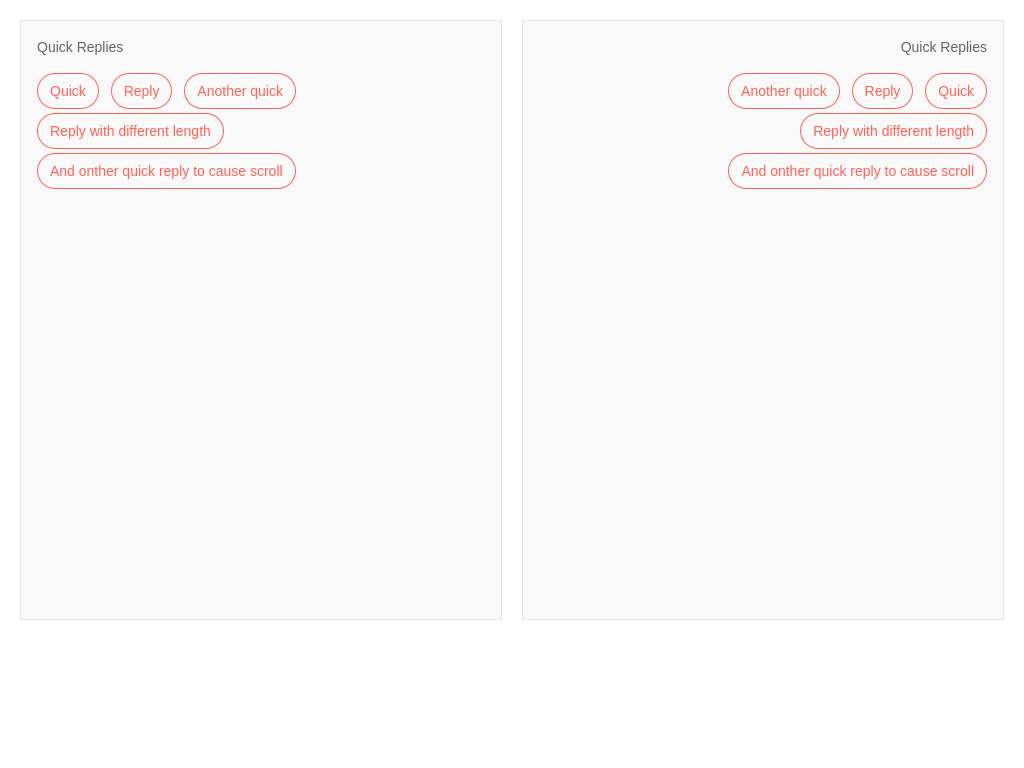 Quick Replies
Quick Reply Another quick
Reply with different length
And onther quick reply to cause scroll
Quick Replies
Another quick Reply Quick
Reply with different length
And onther quick reply to cause scroll